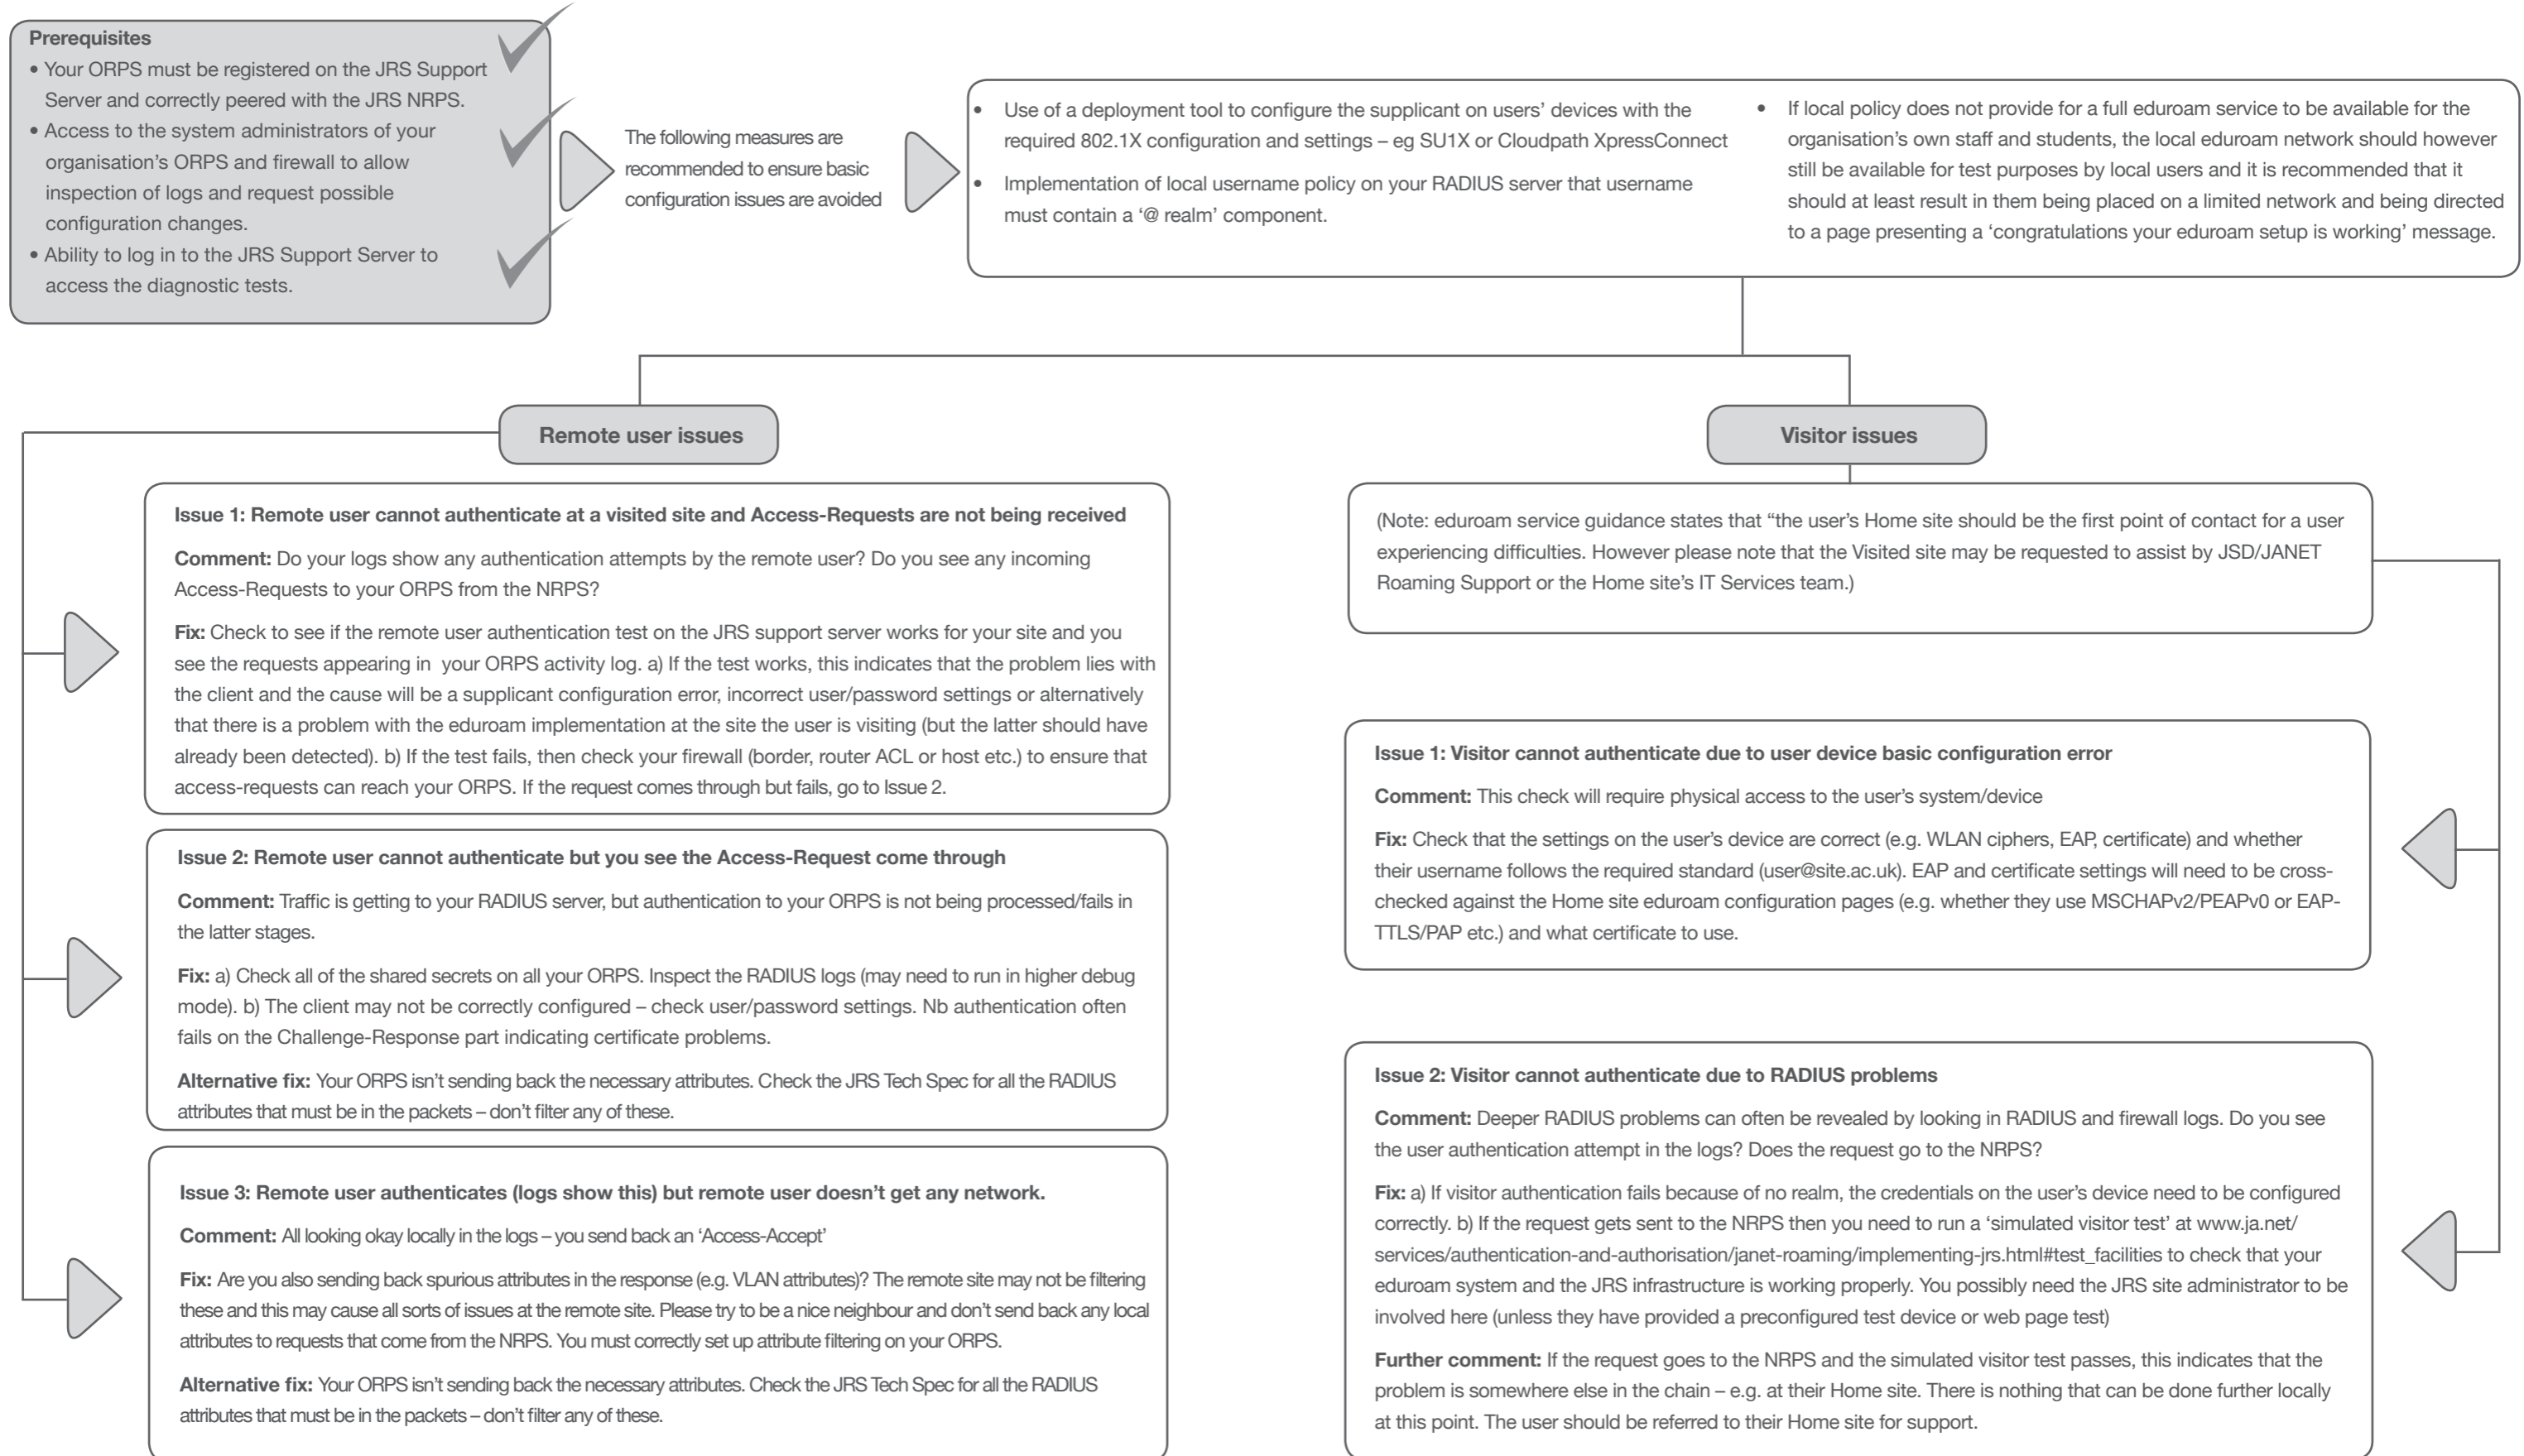 Prerequisites
• Your ORPS must be registered on the JRS Support
Server and correctly peered with the JRS NRPS.
• Access to the system administrators of your
organisation's ORPS and firewall to allow
inspection of logs and request possible
configuration changes.
• Ability to log in to the JRS Support Server to
access the diagnostic tests.
The following measures are
recommended to ensure basic
configuration issues are avoided
• Use of a deployment tool to configure the supplicant on users' devices with the
required 802.1X configuration and settings – eg SU1X or Cloudpath XpressConnect
• Implementation of local username policy on your RADIUS server that username
must contain a '@ realm' component.
• If local policy does not provide for a full eduroam service to be available for the
organisation's own staff and students, the local eduroam network should however
still be available for test purposes by local users and it is recommended that it
should at least result in them being placed on a limited network and being directed
to a page presenting a 'congratulations your eduroam setup is working' message.
Remote user issues
Issue 1: Remote user cannot authenticate at a visited site and Access-Requests are not being received
Comment: Do your logs show any authentication attempts by the remote user? Do you see any incoming
Access-Requests to your ORPS from the NRPS?
Fix: Check to see if the remote user authentication test on the JRS support server works for your site and you
see the requests appearing in your ORPS activity log. a) If the test works, this indicates that the problem lies with
the client and the cause will be a supplicant configuration error, incorrect user/password settings or alternatively
that there is a problem with the eduroam implementation at the site the user is visiting (but the latter should have
already been detected). b) If the test fails, then check your firewall (border, router ACL or host etc.) to ensure that
access-requests can reach your ORPS. If the request comes through but fails, go to Issue 2.
Issue 2: Remote user cannot authenticate but you see the Access-Request come through
Comment: Traffic is getting to your RADIUS server, but authentication to your ORPS is not being processed/fails in
the latter stages.
Fix: a) Check all of the shared secrets on all your ORPS. Inspect the RADIUS logs (may need to run in higher debug
mode). b) The client may not be correctly configured – check user/password settings. Nb authentication often
fails on the Challenge-Response part indicating certificate problems.
Alternative fix: Your ORPS isn't sending back the necessary attributes. Check the JRS Tech Spec for all the RADIUS
attributes that must be in the packets – don't filter any of these.
Issue 3: Remote user authenticates (logs show this) but remote user doesn't get any network.
Comment: All looking okay locally in the logs – you send back an 'Access-Accept'
Fix: Are you also sending back spurious attributes in the response (e.g. VLAN attributes)? The remote site may not be filtering
these and this may cause all sorts of issues at the remote site. Please try to be a nice neighbour and don't send back any local
attributes to requests that come from the NRPS. You must correctly set up attribute filtering on your ORPS.
Alternative fix: Your ORPS isn't sending back the necessary attributes. Check the JRS Tech Spec for all the RADIUS
attributes that must be in the packets – don't filter any of these.
Visitor issues
(Note: eduroam service guidance states that "the user's Home site should be the first point of contact for a user
experiencing difficulties. However please note that the Visited site may be requested to assist by JSD/JANET
Roaming Support or the Home site's IT Services team.)
Issue 1: Visitor cannot authenticate due to user device basic configuration error
Comment: This check will require physical access to the user's system/device
Fix: Check that the settings on the user's device are correct (e.g. WLAN ciphers, EAP, certificate) and whether
their username follows the required standard (user@site.ac.uk). EAP and certificate settings will need to be cross-
checked against the Home site eduroam configuration pages (e.g. whether they use MSCHAPv2/PEAPv0 or EAP-
TTLS/PAP etc.) and what certificate to use.
Issue 2: Visitor cannot authenticate due to RADIUS problems
Comment: Deeper RADIUS problems can often be revealed by looking in RADIUS and firewall logs. Do you see
the user authentication attempt in the logs? Does the request go to the NRPS?
Fix: a) If visitor authentication fails because of no realm, the credentials on the user's device need to be configured
correctly. b) If the request gets sent to the NRPS then you need to run a 'simulated visitor test' at www.ja.net/
services/authentication-and-authorisation/janet-roaming/implementing-jrs.html#test_facilities to check that your
eduroam system and the JRS infrastructure is working properly. You possibly need the JRS site administrator to be
involved here (unless they have provided a preconfigured test device or web page test)
Further comment: If the request goes to the NRPS and the simulated visitor test passes, this indicates that the
problem is somewhere else in the chain – e.g. at their Home site. There is nothing that can be done further locally
at this point. The user should be referred to their Home site for support.